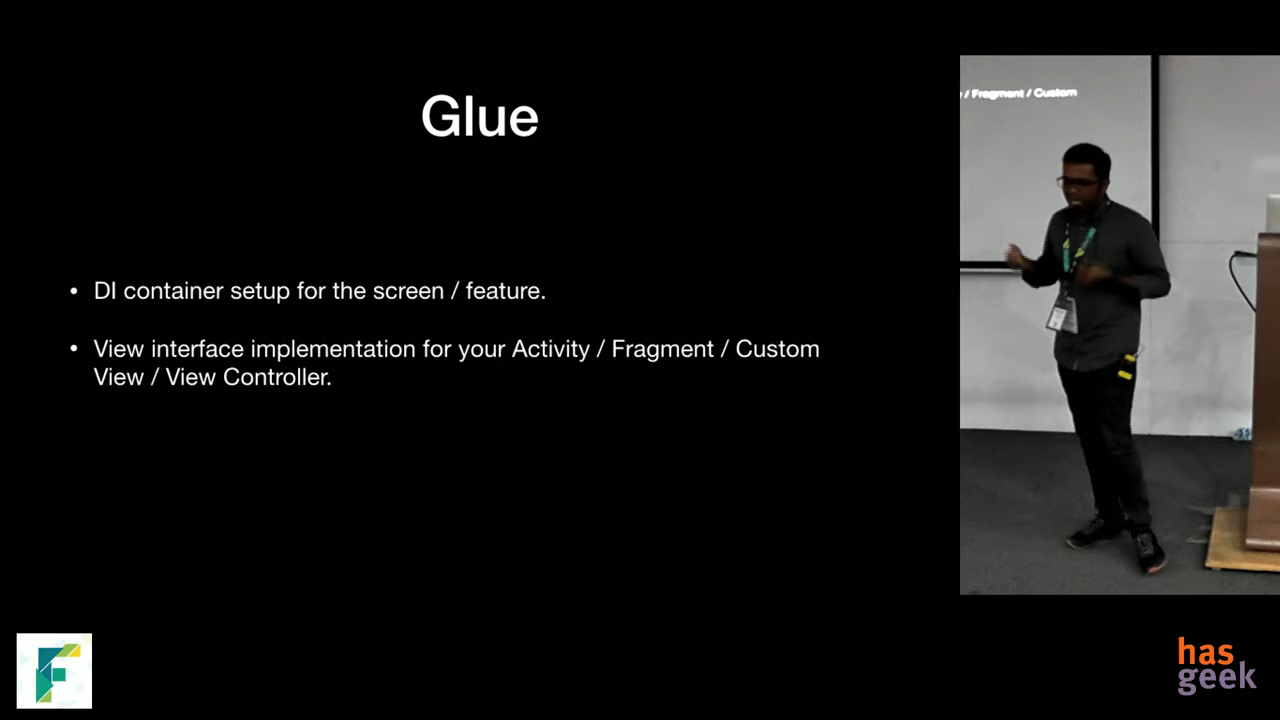 Glue
• DI container setup for the screen / feature.
• View interface implementation for your Activity / Fragment / Custom
View / View Controller.
/ Fragment / Custom
F
has
geek